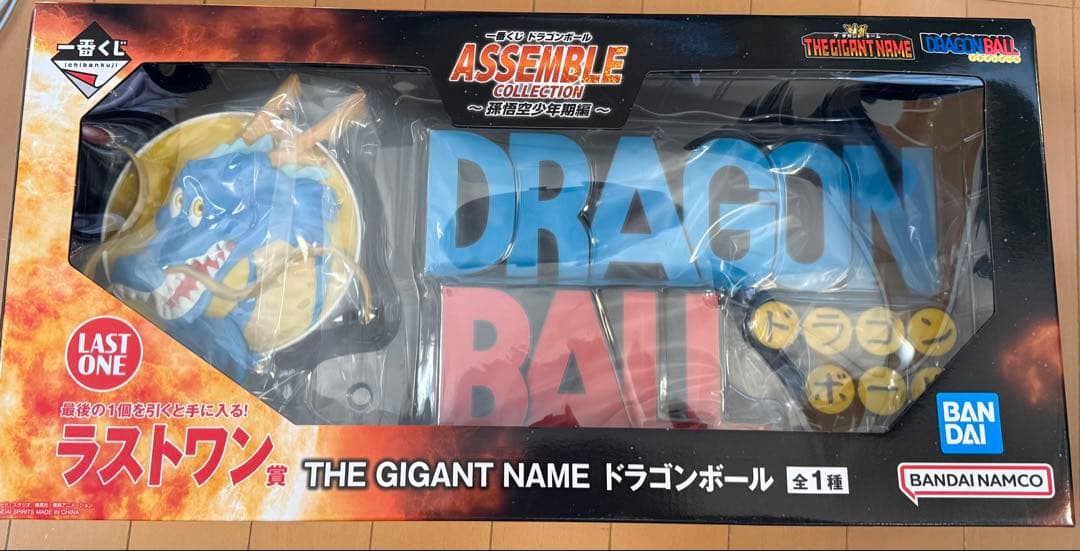 一番くじ
ichibankuji
一番くじ ドラゴンボール
ASSEMBLE
COLLECTION
～ 孫悟空少年期編 ～
THE GIGANT NAME
DRAGON BALL
DRAGON
BALL
ドラゴン
ボー
LAST
ONE
最後の1個を引くと手に入る!
ラストワン賞
THE GIGANT NAME ドラゴンボール 全1種
BAN
DAI
BANDAI NAMCO
SPIRITS MADE IN CHINA